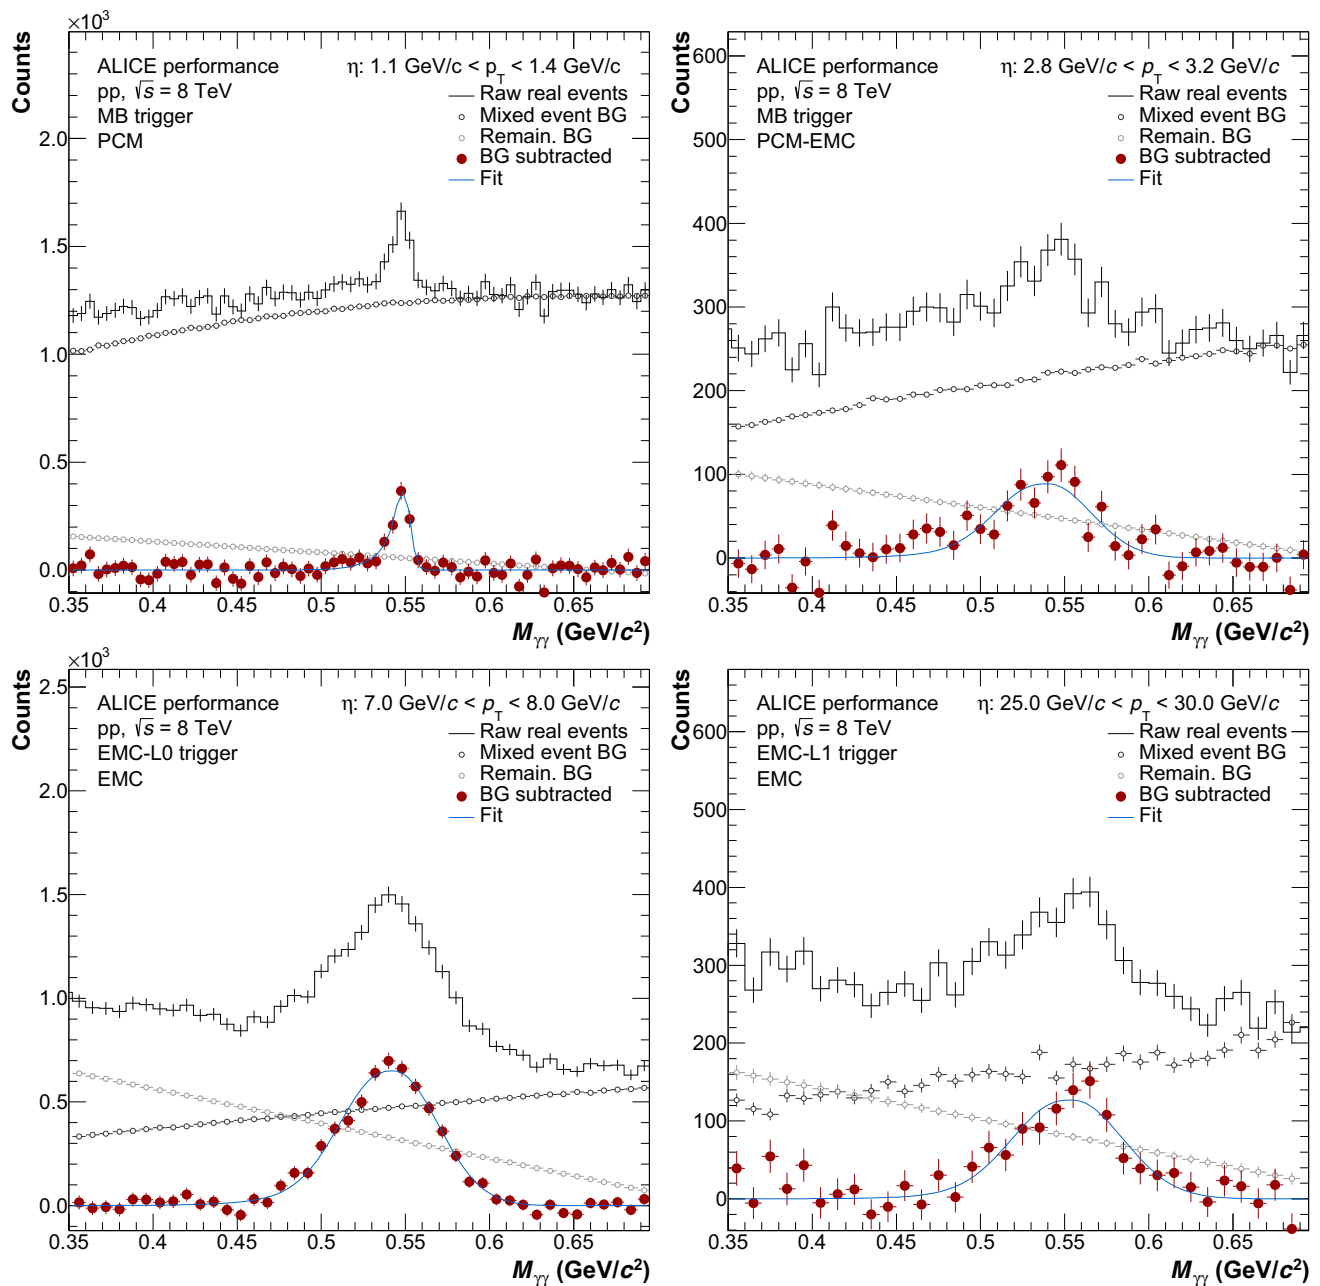 ×10³
Counts
ALICE performance
η: 1.1 GeV/c < p_T < 1.4 GeV/c
pp, √s = 8 TeV
MB trigger
PCM
Raw real events
Mixed event BG
Remain. BG
BG subtracted
Fit
2.0
1.5
1.0
0.5
0.0
0.35 0.4 0.45 0.5 0.55 0.6 0.65
M_γγ (GeV/c²)
Counts
ALICE performance
η: 2.8 GeV/c < p_T < 3.2 GeV/c
pp, √s = 8 TeV
MB trigger
PCM-EMC
Raw real events
Mixed event BG
Remain. BG
BG subtracted
Fit
600
500
400
300
200
100
0
0.35 0.4 0.45 0.5 0.55 0.6 0.65
M_γγ (GeV/c²)
×10³
Counts
ALICE performance
η: 7.0 GeV/c < p_T < 8.0 GeV/c
pp, √s = 8 TeV
EMC-L0 trigger
EMC
Raw real events
Mixed event BG
Remain. BG
BG subtracted
Fit
2.5
2.0
1.5
1.0
0.5
0.0
0.35 0.4 0.45 0.5 0.55 0.6 0.65
M_γγ (GeV/c²)
Counts
ALICE performance
η: 25.0 GeV/c < p_T < 30.0 GeV/c
pp, √s = 8 TeV
EMC-L1 trigger
EMC
Raw real events
Mixed event BG
Remain. BG
BG subtracted
Fit
600
500
400
300
200
100
0
0.35 0.4 0.45 0.5 0.55 0.6 0.65
M_γγ (GeV/c²)